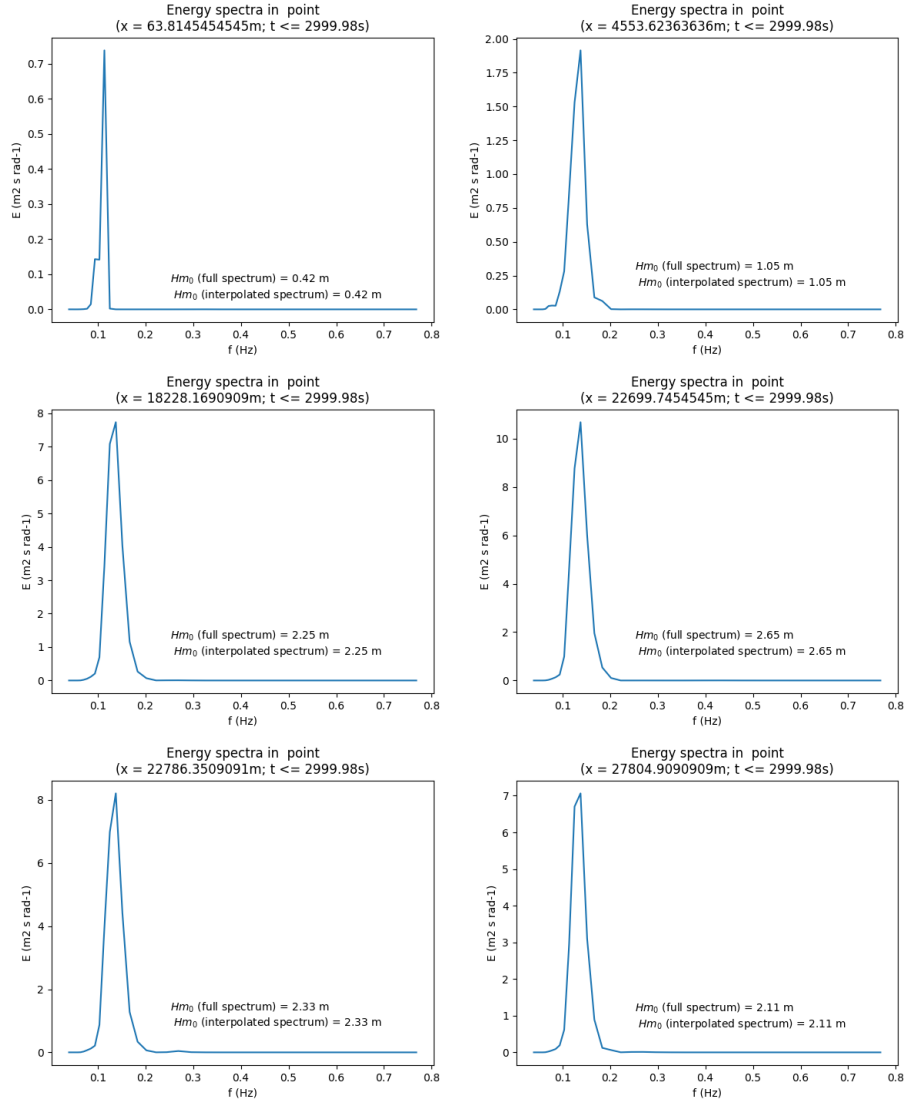 Energy spectra in  point
(x = 63.8145454545m; t <= 2999.98s)
E (m2 s rad-1)
0.7
0.6
0.5
0.4
0.3
0.2
0.1
0.0
Hm0 (full spectrum) = 0.42 m
Hm0 (interpolated spectrum) = 0.42 m
0.1 0.2 0.3 0.4 0.5 0.6 0.7 0.8
f (Hz)
Energy spectra in  point
(x = 4553.62363636m; t <= 2999.98s)
E (m2 s rad-1)
2.00
1.75
1.50
1.25
1.00
0.75
0.50
0.25
0.00
Hm0 (full spectrum) = 1.05 m
Hm0 (interpolated spectrum) = 1.05 m
0.1 0.2 0.3 0.4 0.5 0.6 0.7 0.8
f (Hz)
Energy spectra in  point
(x = 18228.1690909m; t <= 2999.98s)
E (m2 s rad-1)
8
7
6
5
4
3
2
1
0
Hm0 (full spectrum) = 2.25 m
Hm0 (interpolated spectrum) = 2.25 m
0.1 0.2 0.3 0.4 0.5 0.6 0.7 0.8
f (Hz)
Energy spectra in  point
(x = 22699.7454545m; t <= 2999.98s)
E (m2 s rad-1)
10
8
6
4
2
0
Hm0 (full spectrum) = 2.65 m
Hm0 (interpolated spectrum) = 2.65 m
0.1 0.2 0.3 0.4 0.5 0.6 0.7 0.8
f (Hz)
Energy spectra in  point
(x = 22786.3509091m; t <= 2999.98s)
E (m2 s rad-1)
8
6
4
2
0
Hm0 (full spectrum) = 2.33 m
Hm0 (interpolated spectrum) = 2.33 m
0.1 0.2 0.3 0.4 0.5 0.6 0.7 0.8
f (Hz)
Energy spectra in  point
(x = 27804.9090909m; t <= 2999.98s)
E (m2 s rad-1)
7
6
5
4
3
2
1
0
Hm0 (full spectrum) = 2.11 m
Hm0 (interpolated spectrum) = 2.11 m
0.1 0.2 0.3 0.4 0.5 0.6 0.7 0.8
f (Hz)